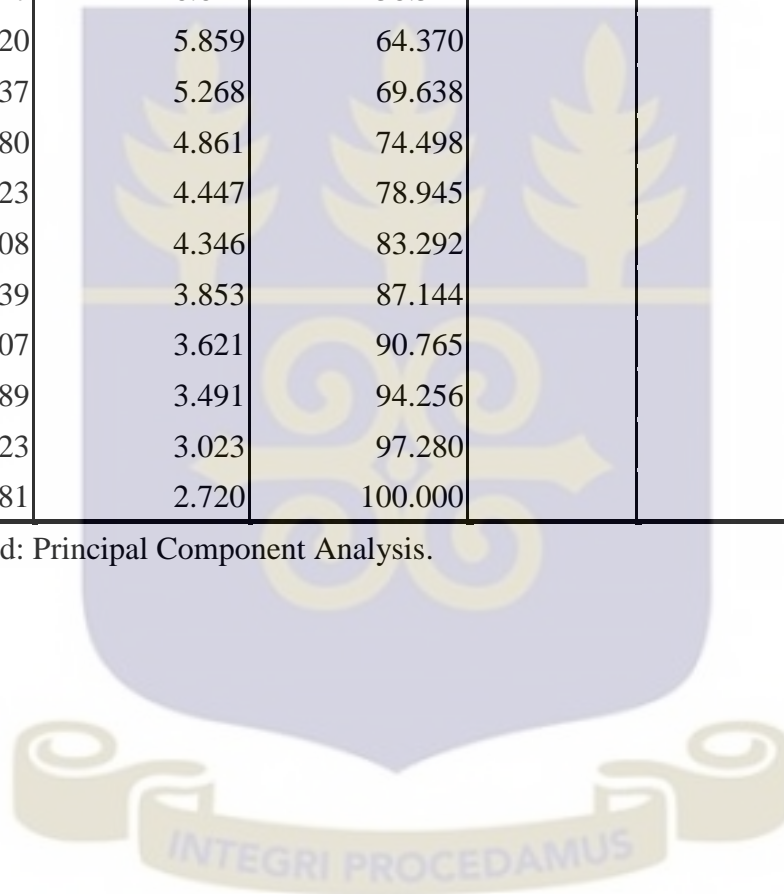 20 5.859 64.370
37 5.268 69.638
80 4.861 74.498
23 4.447 78.945
08 4.346 83.292
39 3.853 87.144
07 3.621 90.765
89 3.491 94.256
23 3.023 97.280
81 2.720 100.000
d: Principal Component Analysis.
INTEGRI PROCEDAMUS